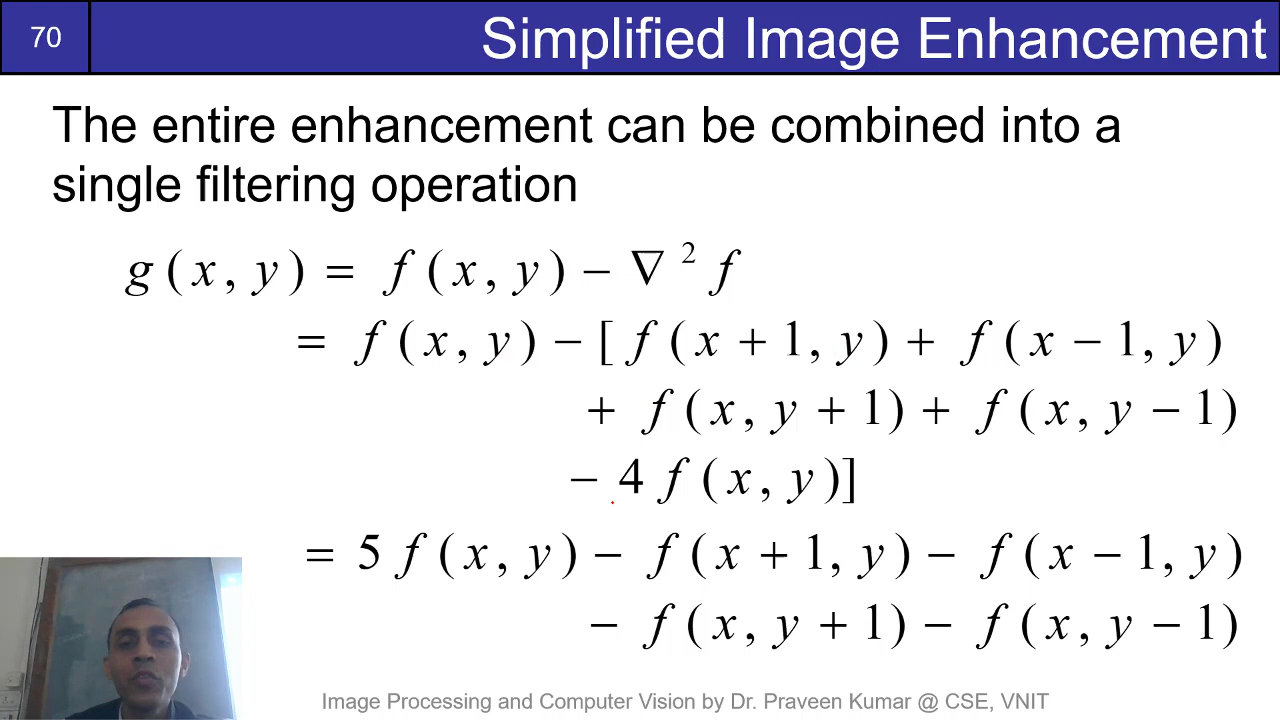 70
Simplified Image Enhancement
The entire enhancement can be combined into a
single filtering operation
g(x, y) = f(x, y) − ∇²f
= f(x, y) − [f(x + 1, y) + f(x − 1, y)
+ f(x, y + 1) + f(x, y − 1)
− 4 f(x, y)]
= 5 f(x, y) − f(x + 1, y) − f(x − 1, y)
− f(x, y + 1) − f(x, y − 1)
Image Processing and Computer Vision by Dr. Praveen Kumar @ CSE, VNIT